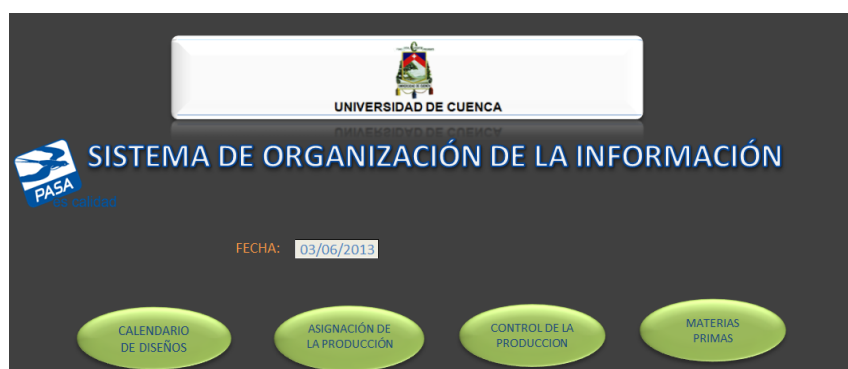 UNIVERSIDAD DE CUENCA
SISTEMA DE ORGANIZACIÓN DE LA INFORMACIÓN
PASA
de calidad
FECHA: 03/06/2013
CALENDARIO
DE DISEÑOS
ASIGNACIÓN DE
LA PRODUCCIÓN
CONTROL DE LA
PRODUCCION
MATERIAS
PRIMAS